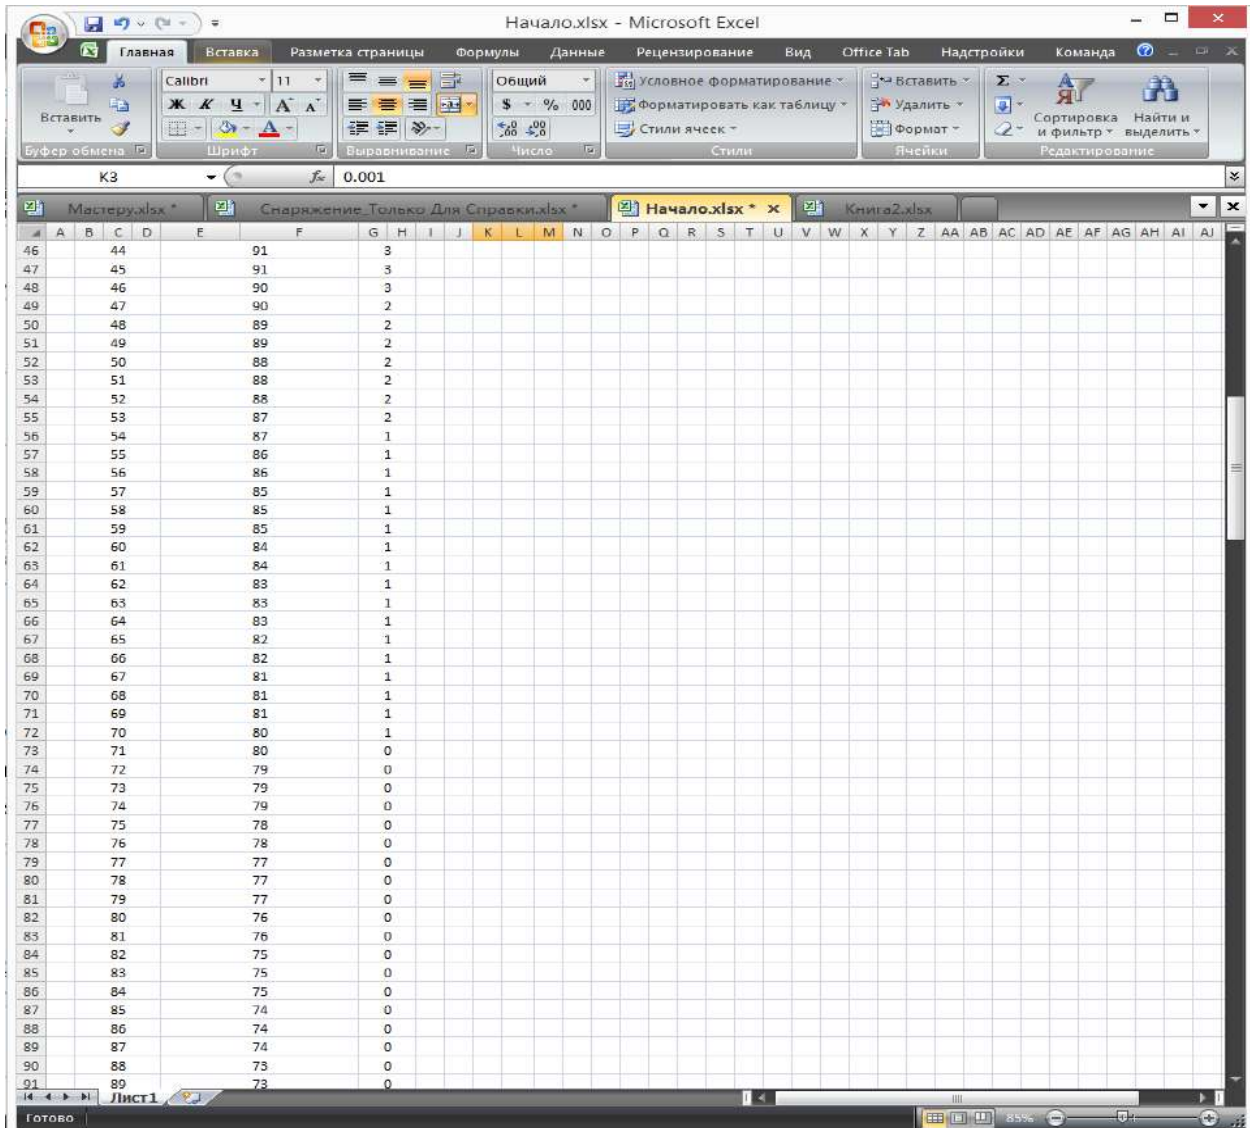 Начало.xlsx - Microsoft Excel
Главная Вставка Разметка страницы Формулы Данные Рецензирование Вид Office Tab Надстройки Команда
Calibri 11 Общий Условное форматирование Вставить Σ
Ж К Ч A A $ % 000 Форматировать как таблицу Удалить
Вставить Сортировка и фильтр Найти и выделить
A Стили ячеек Формат
Буфер обмена Шрифт Выравнивание Число Стили Ячейки Редактирование
K3 fx 0.001
Мастеру.xlsx * Снаряжение_Только Для Справки.xlsx * Начало.xlsx * Книга2.xlsx
A B C D E F G H I J K L M N O P Q R S T U V W X Y Z AA AB AC AD AE AF AG AH AI AJ
46 44 91 3
47 45 91 3
48 46 90 3
49 47 90 2
50 48 89 2
51 49 89 2
52 50 88 2
53 51 88 2
54 52 88 2
55 53 87 2
56 54 87 1
57 55 86 1
58 56 86 1
59 57 85 1
60 58 85 1
61 59 85 1
62 60 84 1
63 61 84 1
64 62 83 1
65 63 83 1
66 64 83 1
67 65 82 1
68 66 82 1
69 67 81 1
70 68 81 1
71 69 81 1
72 70 80 1
73 71 80 0
74 72 79 0
75 73 79 0
76 74 79 0
77 75 78 0
78 76 78 0
79 77 77 0
80 78 77 0
81 79 77 0
82 80 76 0
83 81 76 0
84 82 75 0
85 83 75 0
86 84 75 0
87 85 74 0
88 86 74 0
89 87 74 0
90 88 73 0
91 89 73 0
Лист1
Готово 85%